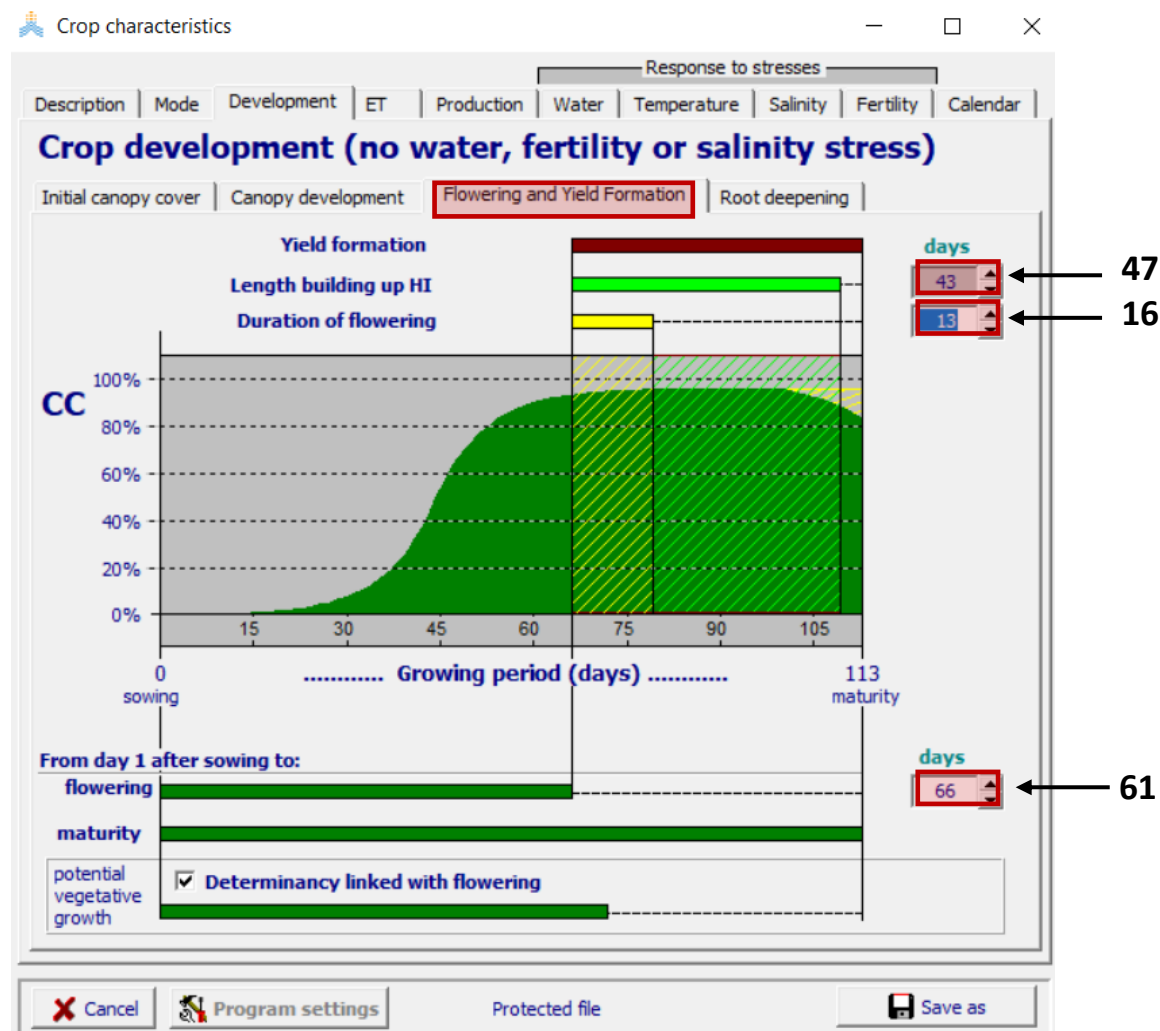 Crop characteristics
Response to stresses
Description Mode Development ET Production Water Temperature Salinity Fertility Calendar
Crop development (no water, fertility or salinity stress)
Initial canopy cover Canopy development Flowering and Yield Formation Root deepening
Yield formation days
Length building up HI 43 47
Duration of flowering 13 16
CC
100%
80%
60%
40%
20%
0%
15 30 45 60 75 90 105
0 ............ Growing period (days) ............ 113
sowing maturity
From day 1 after sowing to: days
flowering 66 61
maturity
potential
vegetative
growth
Determinancy linked with flowering
Cancel Program settings Protected file Save as